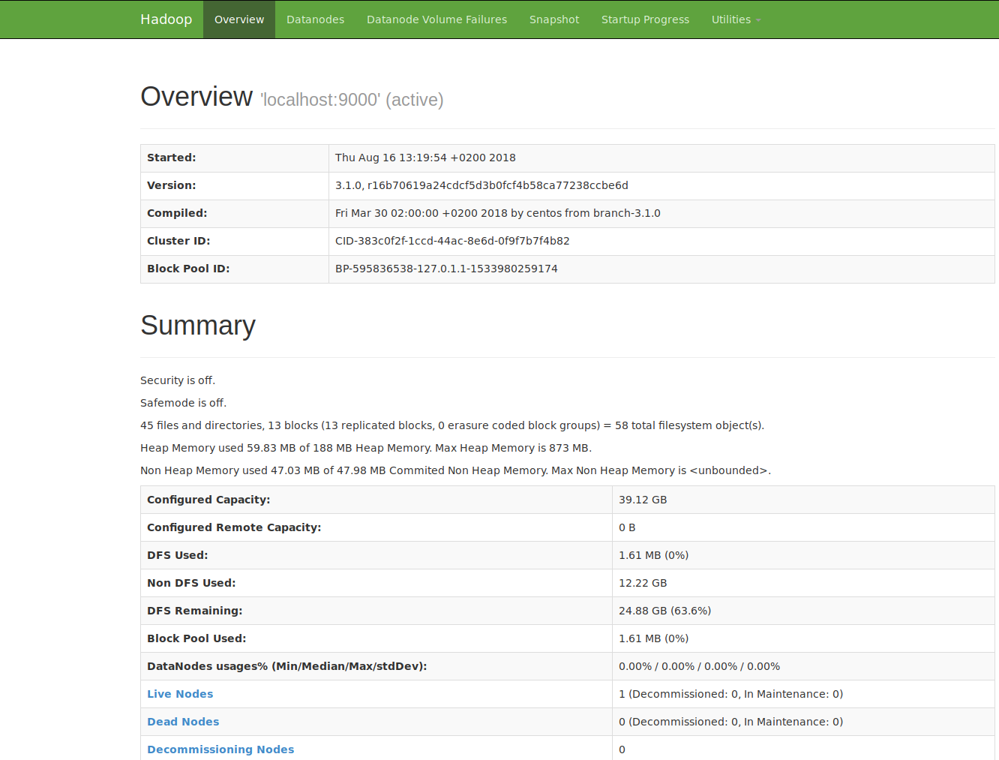 Hadoop Overview Datanodes Datanode Volume Failures Snapshot Startup Progress Utilities
Overview 'localhost:9000' (active)
Started: Thu Aug 16 13:19:54 +0200 2018
Version: 3.1.0, r16b70619a24cdcf5d3b0fcf4b58ca77238ccbe6d
Compiled: Fri Mar 30 02:00:00 +0200 2018 by centos from branch-3.1.0
Cluster ID: CID-383c0f2f-1ccd-44ac-8e6d-0f9f7b7f4b82
Block Pool ID: BP-595836538-127.0.1.1-1533980259174
Summary
Security is off.
Safemode is off.
45 files and directories, 13 blocks (13 replicated blocks, 0 erasure coded block groups) = 58 total filesystem object(s).
Heap Memory used 59.83 MB of 188 MB Heap Memory. Max Heap Memory is 873 MB.
Non Heap Memory used 47.03 MB of 47.98 MB Commited Non Heap Memory. Max Non Heap Memory is <unbounded>.
Configured Capacity: 39.12 GB
Configured Remote Capacity: 0 B
DFS Used: 1.61 MB (0%)
Non DFS Used: 12.22 GB
DFS Remaining: 24.88 GB (63.6%)
Block Pool Used: 1.61 MB (0%)
DataNodes usages% (Min/Median/Max/stdDev): 0.00% / 0.00% / 0.00% / 0.00%
Live Nodes 1 (Decommissioned: 0, In Maintenance: 0)
Dead Nodes 0 (Decommissioned: 0, In Maintenance: 0)
Decommissioning Nodes 0